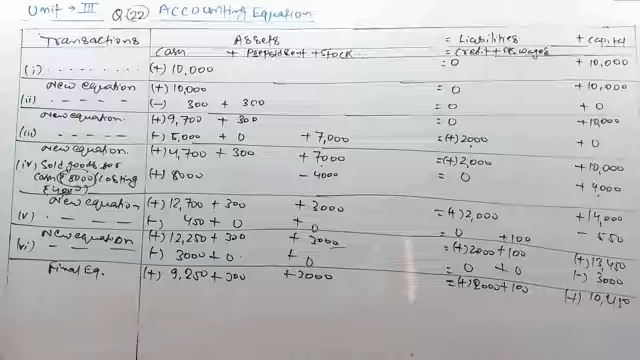 Unit → III Q(22) Accounting Equation
Transactions Assets = Liabilities + capital
Cash + Prepaid Rent + Stock = Credit + O/s wages
(i) (+) 10,000 = 0 + 10,000
New equation (+) 10,000 = 0 + 10,000
(ii) (-) 300 + 300 = 0 + 0
New equation. (+) 9,700 + 300 = 0 + 10,000
(iii) (-) 5,000 + 0 + 7,000 = (+) 2000 + 0
New equation. (+) 4,700 + 300 + 7000 = (+) 2,000 + 10,000
(iv) Sold goods for (+) 8000 - 4000 = 0 + 4000
Cash (₹8000) (costing
₹4000)
New equation (+) 12,700 + 300 + 3000 = (+) 2,000 + 14,000
(v) (-) 450 + 0 + 0 = 0 + 100 - 550
New equation (+) 12,250 + 300 + 3000 = (+) 2000 + 100 (+) 13,450
(vi) (-) 3000 + 0 + 0 = 0 + 0 (-) 3000
Final Eq. (+) 9,250 + 300 + 3000 = (+) 2000 + 100 (+) 10,450